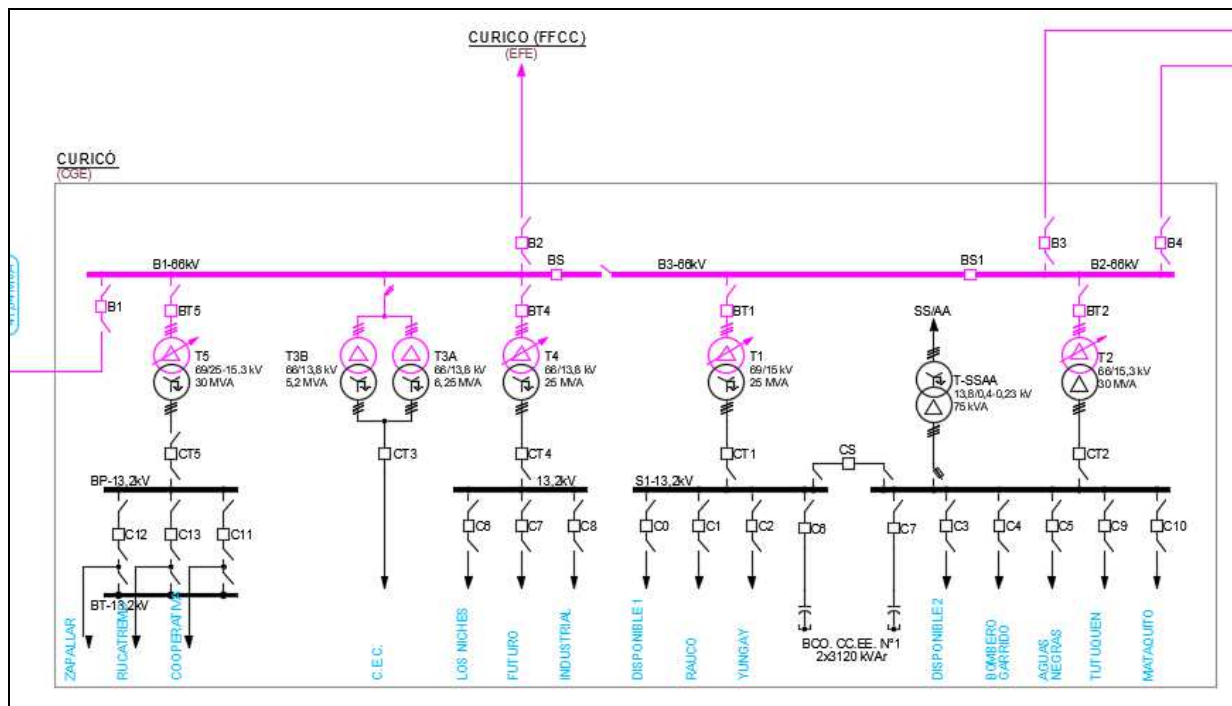 CURICO (FFCC)
(EFE)
CURICÓ
(CGE)
B2
B3
B4
B1-66kV
BS
B3-66kV
BS1
B2-66kV
B1
BT5
BT4
BT1
SS/AA
BT2
T5
69/25-15.3 kV
30 MVA
T3B
66/13,8 kV
5,2 MVA
T3A
66/13,8 kV
6,25 MVA
T4
66/13,8 kV
25 MVA
T1
69/15 kV
25 MVA
T-SSAA
13,8/0,4-0,23 kV
75 kVA
T2
66/15,3 kV
30 MVA
CT5
CT3
CT4
CT1
CS
CT2
BP-13,2kV
13,2kV
S1-13,2kV
C12
C13
C11
C6
C7
C8
C0
C1
C2
C6
C7
C3
C4
C5
C9
C10
BT-13,2kV
ZAPALLAR
RUCATREMU
COOPERATIVA
C.E.C.
LOS NICHES
FUTURO
INDUSTRIAL
DISPONIBLE 1
RAUCO
YUNGAY
BCO. CC.EE. N°1
2x3120 kVAr
DISPONIBLE 2
BOMBERO
GARRIDO
AGUAS
NEGRAS
TUTUQUEN
MATAQUITO